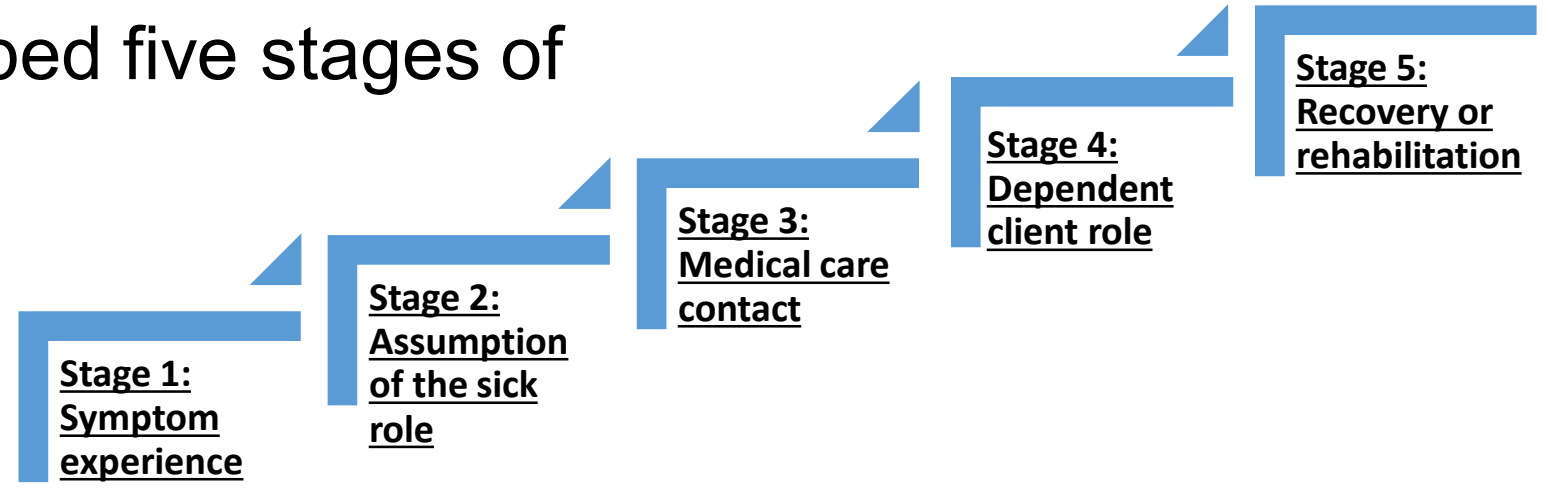 five stages of
Stage 1:
Symptom
experience
Stage 2:
Assumption
of the sick
role
Stage 3:
Medical care
contact
Stage 4:
Dependent
client role
Stage 5:
Recovery or
rehabilitation